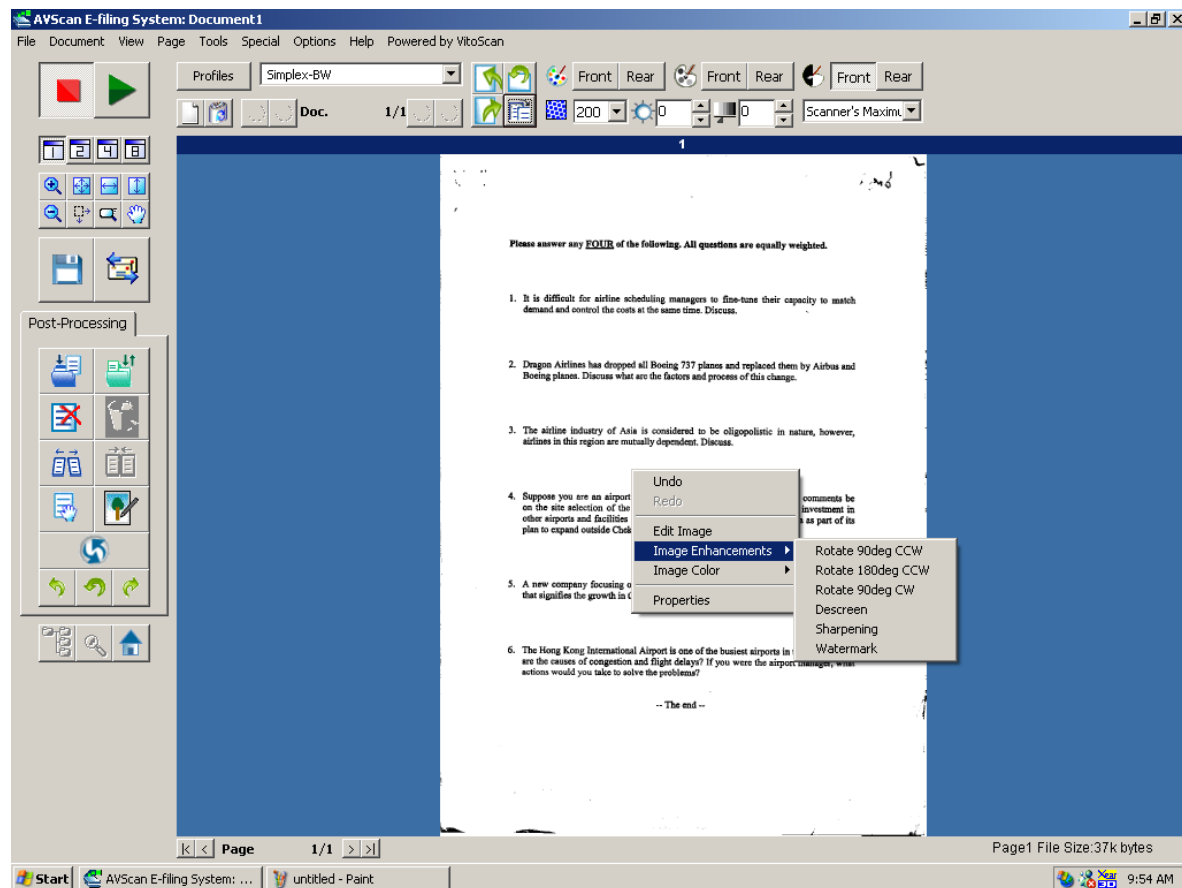 AVScan E-filing System: Document1
File Document View Page Tools Special Options Help Powered by VitoScan
Profiles Simplex-BW Front Rear Front Rear Front Rear
Doc. 1/1 200 0 0 Scanner's Maximu
1 2 4 8
1
Please answer any FOUR of the following. All questions are equally weighted.
1. It is difficult for airline scheduling managers to fine-tune their capacity to match
demand and control the costs at the same time. Discuss.
Post-Processing
2. Dragon Airlines has dropped all Boeing 737 planes and replaced them by Airbus and
Boeing planes. Discuss what are the factors and process of this change.
3. The airline industry of Asia is considered to be oligopolistic in nature, however,
airlines in this region are mutually dependent. Discuss.
4. Suppose you are an airport comments be
on the site selection of the investment in
other airports and facilities as part of its
plan to expand outside Chek
5. A new company focusing
that signifies the growth in
6. The Hong Kong International Airport is one of the busiest airports in
are the causes of congestion and flight delays? If you were the airport manager, what
actions would you take to solve the problems?
-- The end --
Undo
Redo
Edit Image
Image Enhancements
Image Color
Properties
Rotate 90deg CCW
Rotate 180deg CCW
Rotate 90deg CW
Descreen
Sharpening
Watermark
Page 1/1 Page1 File Size:37k bytes
Start AVScan E-filing System: ... untitled - Paint 9:54 AM